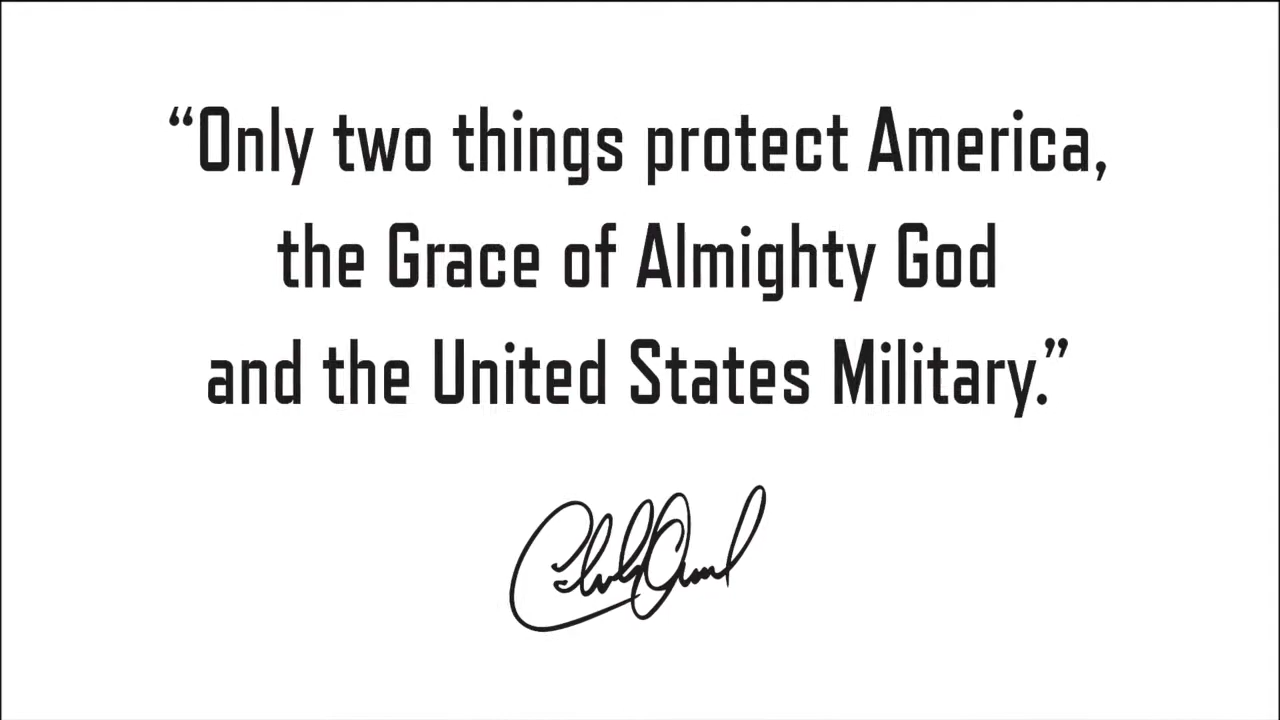 “Only two things protect America,
the Grace of Almighty God
and the United States Military.”